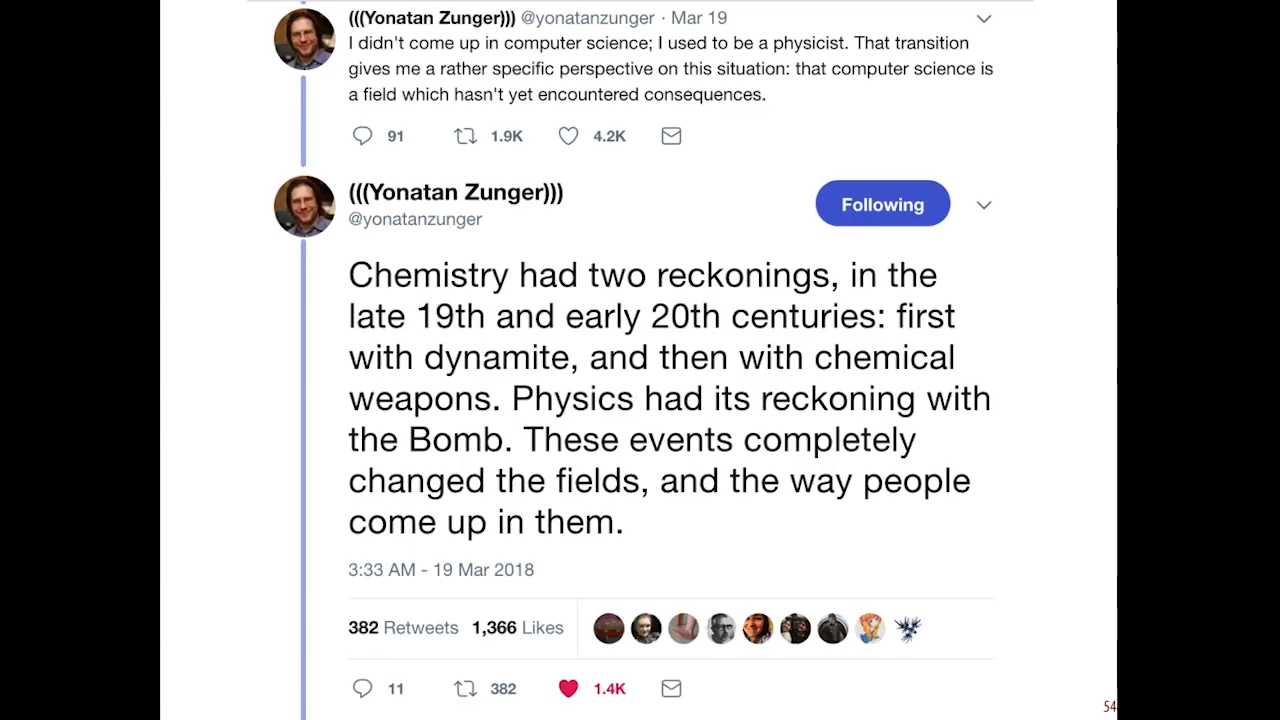 (((Yonatan Zunger))) @yonatanzunger · Mar 19
I didn't come up in computer science; I used to be a physicist. That transition
gives me a rather specific perspective on this situation: that computer science is
a field which hasn't yet encountered consequences.
91 1.9K 4.2K
(((Yonatan Zunger)))
@yonatanzunger
Following
Chemistry had two reckonings, in the
late 19th and early 20th centuries: first
with dynamite, and then with chemical
weapons. Physics had its reckoning with
the Bomb. These events completely
changed the fields, and the way people
come up in them.
3:33 AM - 19 Mar 2018
382 Retweets 1,366 Likes
11 382 1.4K
54